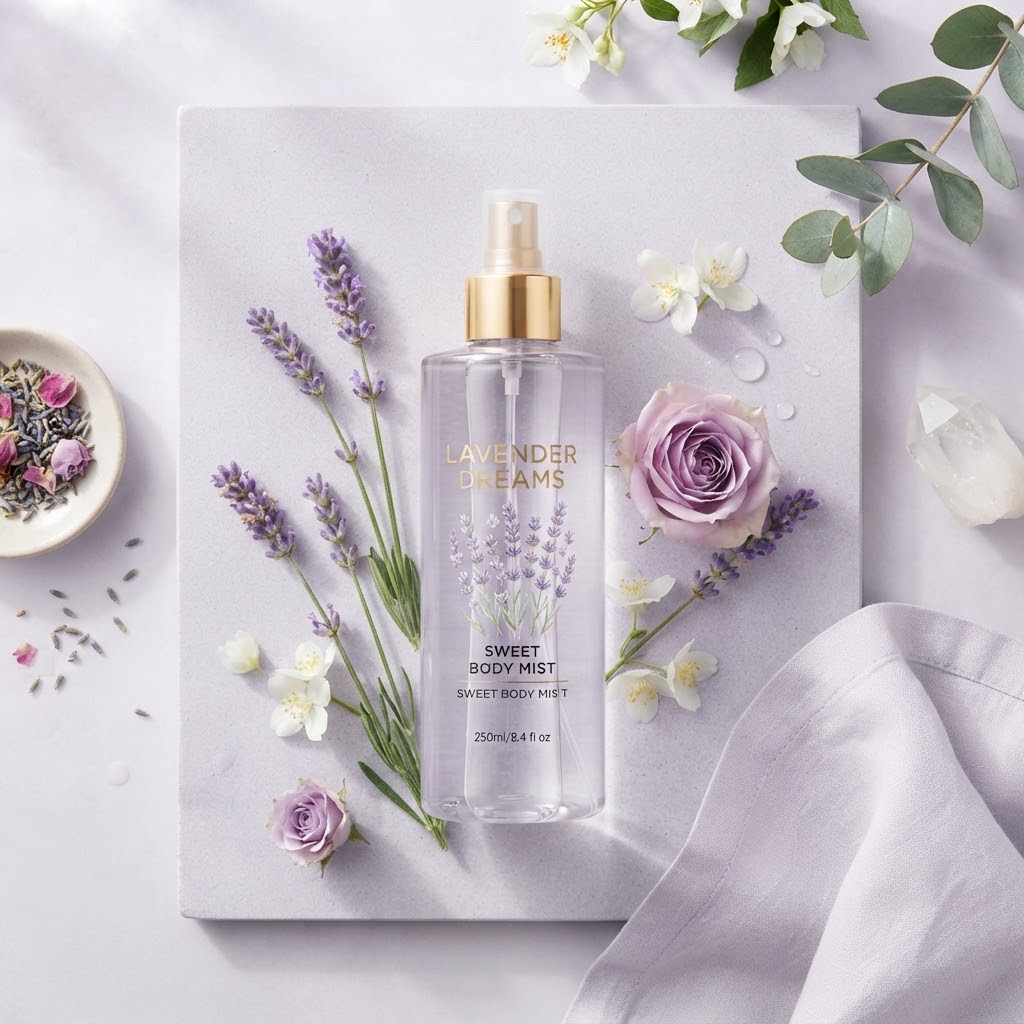 LAVENDER
DREAMS
SWEET
BODY MIST
SWEET BODY MIST
250ml/8.4 fl oz